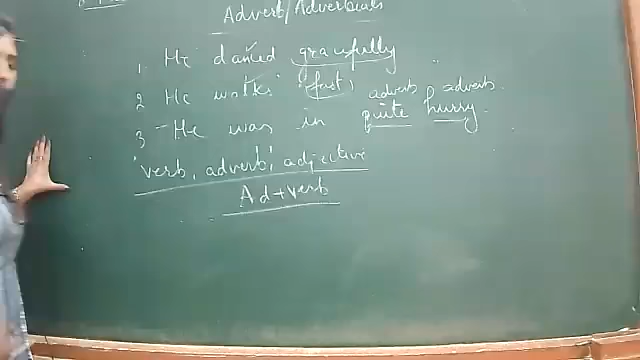 Adverb/Adverbials
1. He danced gracefully
2 He works 'fast'
adverb adverb
3 He was in quite hurry.
'verb, adverb, adjective
Ad+verb